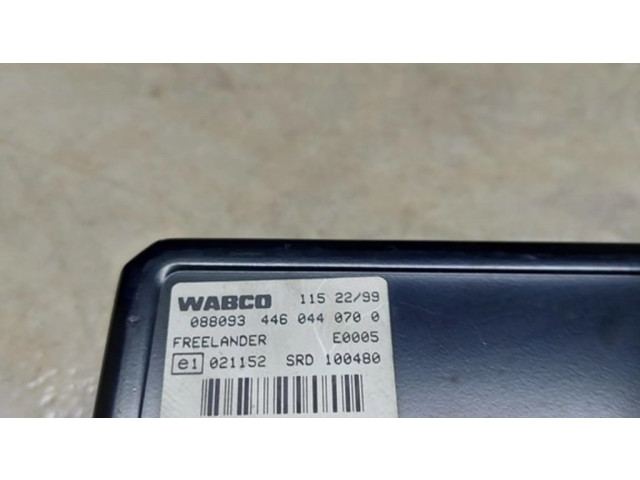 WABCO 115 22/99
088093 446 044 070 0
FREELANDER E0005
e1 021152 SRD 100480